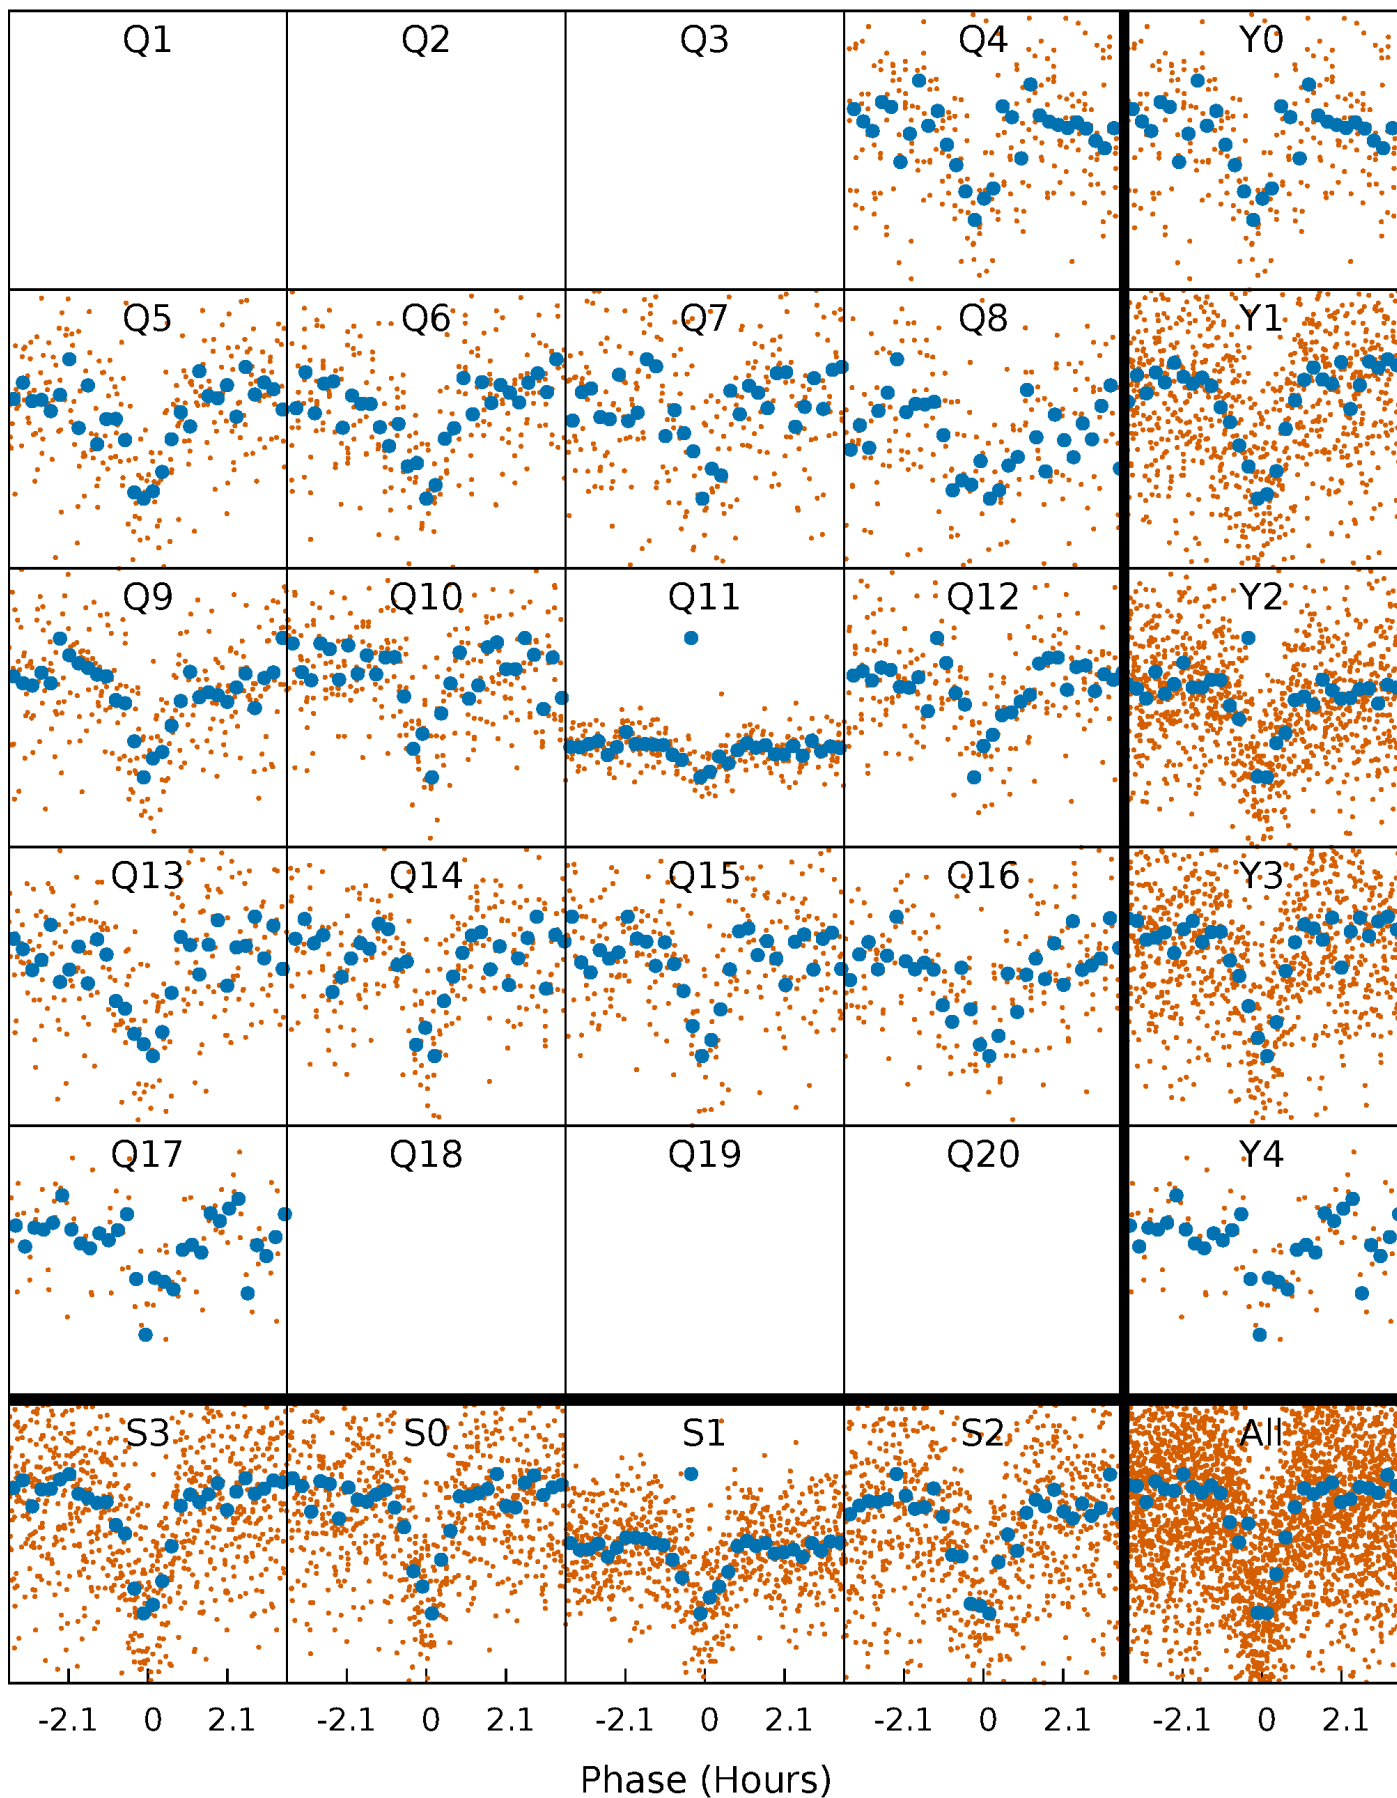 Q1 Q2 Q3 Q4 Y0
Q5 Q6 Q7 Q8 Y1
Q9 Q10 Q11 Q12 Y2
Q13 Q14 Q15 Q16 Y3
Q17 Q18 Q19 Q20 Y4
S3 S0 S1 S2 All
-2.1 0 2.1 -2.1 0 2.1 -2.1 0 2.1 -2.1 0 2.1 -2.1 0 2.1
Phase (Hours)